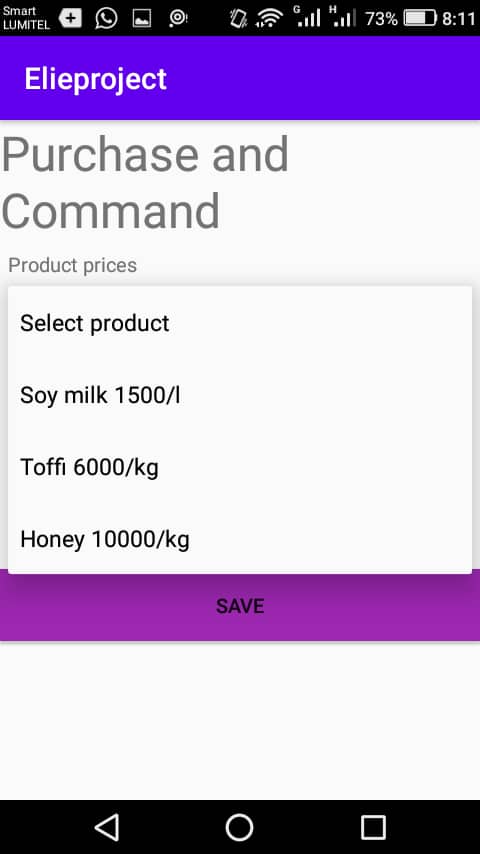 Smart
LUMITEL
G
H
73%
8:11
Elieproject
Purchase and
Command
Product prices
Select product
Soy milk 1500/l
Toffi 6000/kg
Honey 10000/kg
SAVE